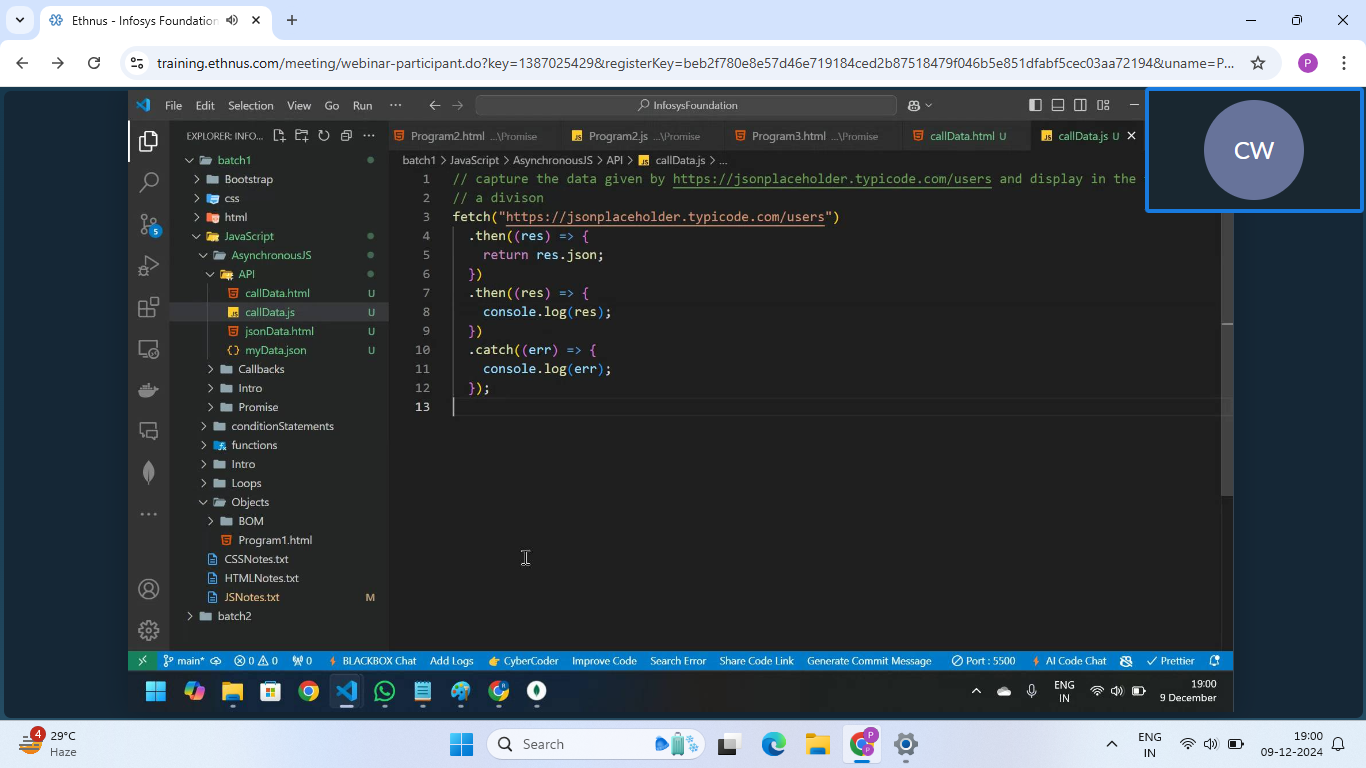 Ethnus - Infosys Foundation
training.ethnus.com/meeting/webinar-participant.do?key=1387025429&registerKey=beb2f780e8e57d46e719184ced2b87518479f046b5e851dfabf5cec03aa72194&uname=P...
P
File Edit Selection View Go Run ... InfosysFoundation
CW
EXPLORER: INFO...
Program2.html ...\Promise Program2.js ...\Promise Program3.html ...\Promise callData.html U callData.js U
batch1 > JavaScript > AsynchronousJS > API > callData.js > ...
batch1
Bootstrap
css
html
JavaScript
AsynchronousJS
API
callData.html U
callData.js U
jsonData.html U
myData.json U
Callbacks
Intro
Promise
conditionStatements
functions
Intro
Loops
Objects
BOM
Program1.html
CSSNotes.txt
HTMLNotes.txt
JSNotes.txt M
batch2
5
1 // capture the data given by https://jsonplaceholder.typicode.com/users and display in the
2 // a divison
3 fetch("https://jsonplaceholder.typicode.com/users")
4 .then((res) => {
5 return res.json;
6 })
7 .then((res) => {
8 console.log(res);
9 })
10 .catch((err) => {
11 console.log(err);
12 });
13
main* 0 0 0 BLACKBOX Chat Add Logs CyberCoder Improve Code Search Error Share Code Link Generate Commit Message Port : 5500 AI Code Chat Prettier
ENG
IN
19:00
9 December
4
29°C
Haze
Search
P
ENG
IN
19:00
09-12-2024